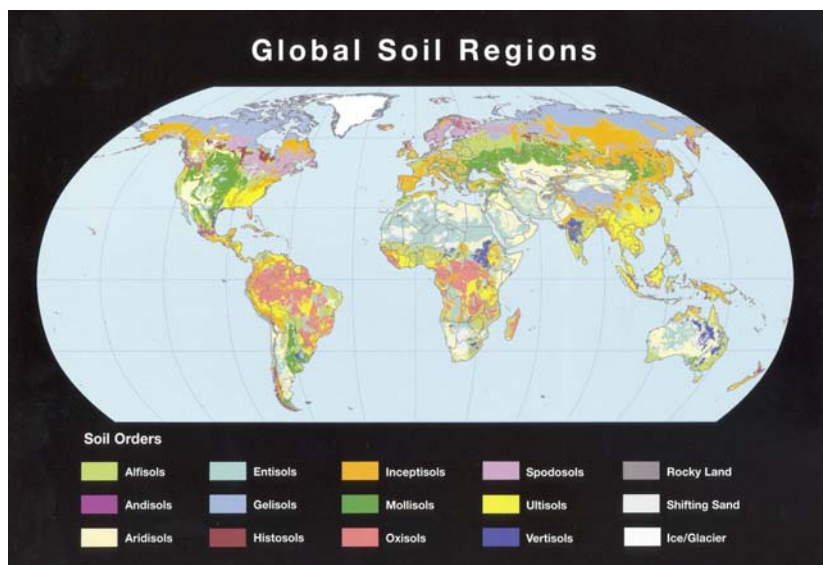 Global Soil Regions
Soil Orders
Alfisols
Entisols
Inceptisols
Spodosols
Rocky Land
Andisols
Gelisols
Mollisols
Ultisols
Shifting Sand
Aridisols
Histosols
Oxisols
Vertisols
Ice/Glacier